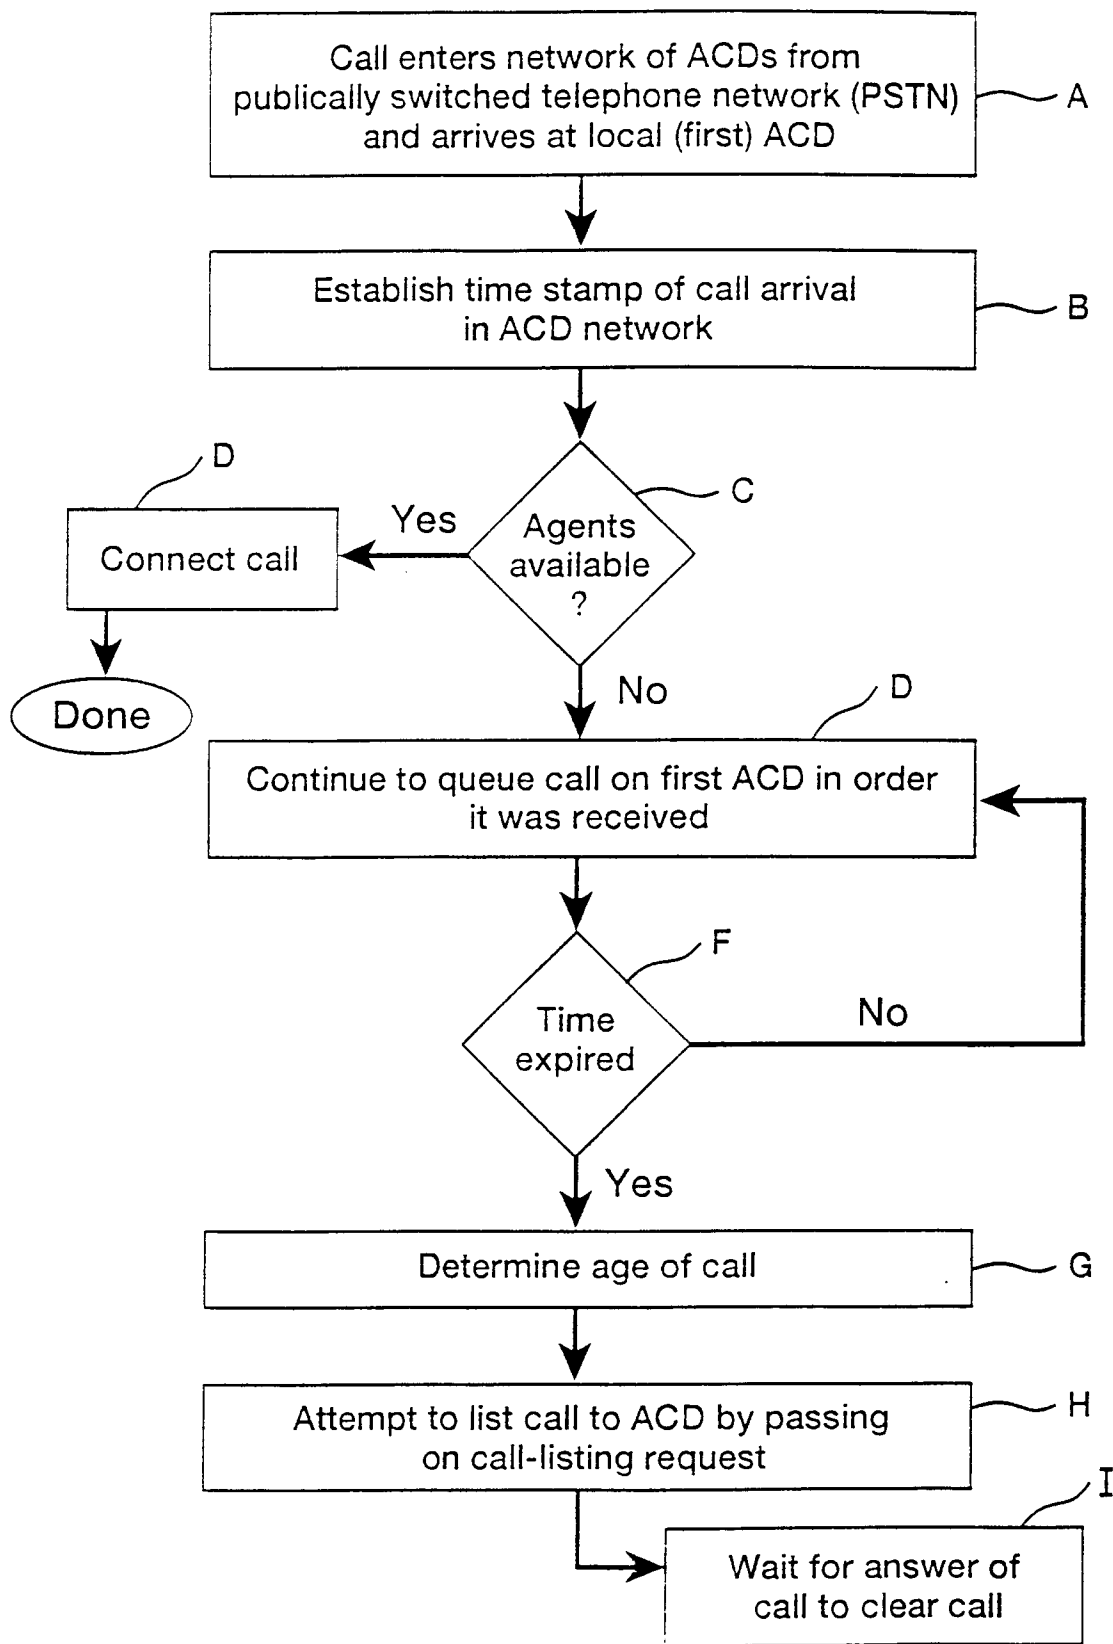 Call enters network of ACDs from
publically switched telephone network (PSTN)
and arrives at local (first) ACD
A
Establish time stamp of call arrival
in ACD network
B
D
C
Yes
Agents
available
?
Connect call
No
Done
D
Continue to queue call on first ACD in order
it was received
F
Time
expired
No
Yes
Determine age of call
G
Attempt to list call to ACD by passing
on call-listing request
H
I
Wait for answer of
call to clear call